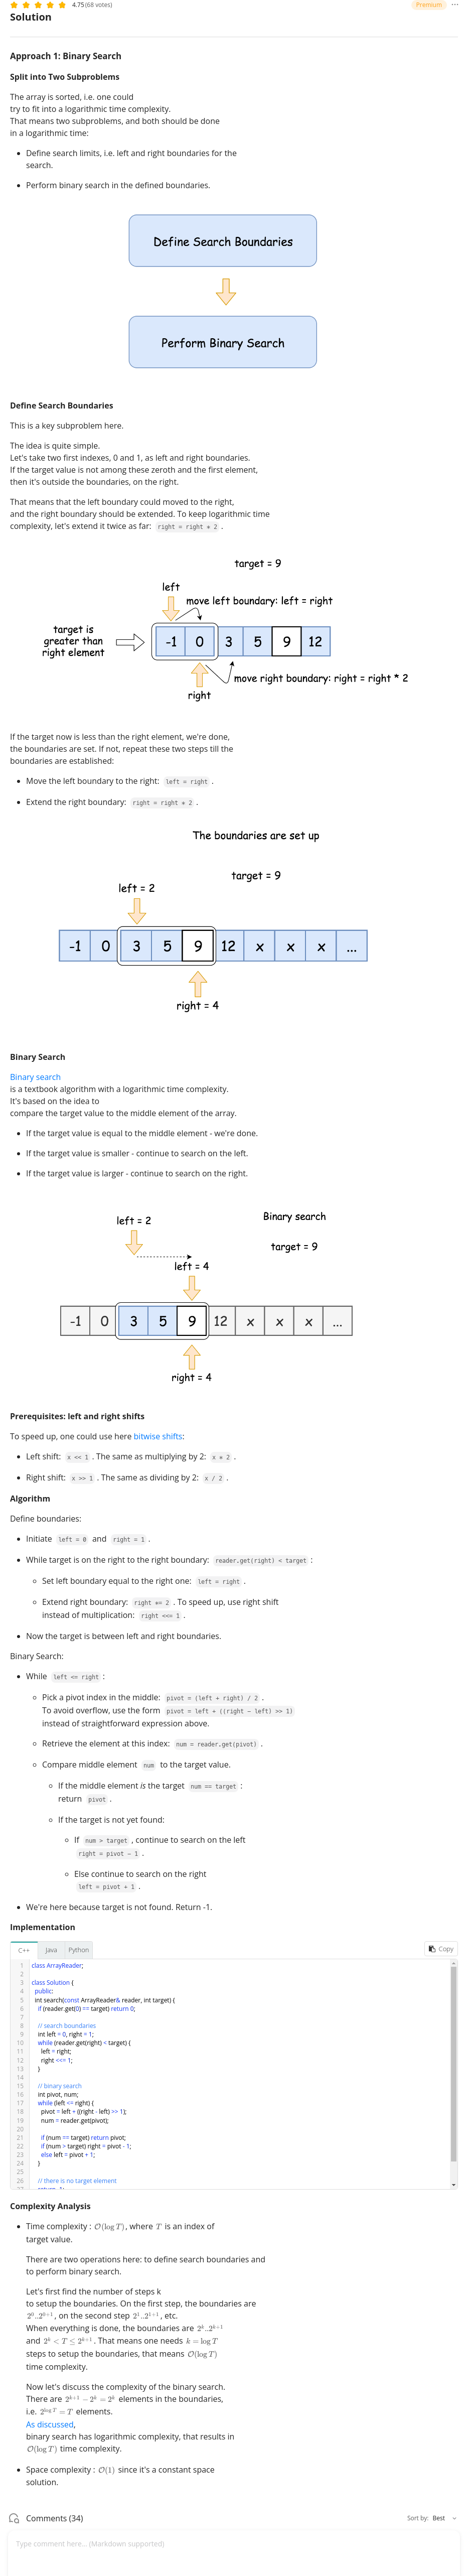 4.75 (68 votes)
Premium
Solution
Approach 1: Binary Search
Split into Two Subproblems
The array is sorted, i.e. one could
try to fit into a logarithmic time complexity.
That means two subproblems, and both should be done
in a logarithmic time:
Define search limits, i.e. left and right boundaries for the
search.
Perform binary search in the defined boundaries.
Define Search Boundaries
Perform Binary Search
Define Search Boundaries
This is a key subproblem here.
The idea is quite simple.
Let's take two first indexes, 0 and 1, as left and right boundaries.
If the target value is not among these zeroth and the first element,
then it's outside the boundaries, on the right.
That means that the left boundary could moved to the right,
and the right boundary should be extended. To keep logarithmic time
complexity, let's extend it twice as far: right = right * 2 .
target = 9
left
move left boundary: left = right
target is
greater than
right element
-1 0 3 5 9 12
move right boundary: right = right * 2
right
If the target now is less than the right element, we're done,
the boundaries are set. If not, repeat these two steps till the
boundaries are established:
Move the left boundary to the right: left = right .
Extend the right boundary: right = right * 2 .
The boundaries are set up
target = 9
left = 2
-1 0 3 5 9 12 x x x ...
right = 4
Binary Search
Binary search
is a textbook algorithm with a logarithmic time complexity.
It's based on the idea to
compare the target value to the middle element of the array.
If the target value is equal to the middle element - we're done.
If the target value is smaller - continue to search on the left.
If the target value is larger - continue to search on the right.
left = 2
Binary search
target = 9
left = 4
-1 0 3 5 9 12 x x x ...
right = 4
Prerequisites: left and right shifts
To speed up, one could use here bitwise shifts:
Left shift: x << 1 . The same as multiplying by 2: x * 2 .
Right shift: x >> 1 . The same as dividing by 2: x / 2 .
Algorithm
Define boundaries:
Initiate left = 0 and right = 1 .
While target is on the right to the right boundary: reader.get(right) < target :
Set left boundary equal to the right one: left = right .
Extend right boundary: right *= 2 . To speed up, use right shift
instead of multiplication: right <<= 1 .
Now the target is between left and right boundaries.
Binary Search:
While left <= right :
Pick a pivot index in the middle: pivot = (left + right) / 2 .
To avoid overflow, use the form pivot = left + ((right - left) >> 1)
instead of straightforward expression above.
Retrieve the element at this index: num = reader.get(pivot) .
Compare middle element num to the target value.
If the middle element is the target num == target :
return pivot .
If the target is not yet found:
If num > target , continue to search on the left
right = pivot - 1 .
Else continue to search on the right
left = pivot + 1 .
We're here because target is not found. Return -1.
Implementation
C++ Java Python Copy
1 class ArrayReader;
2
3 class Solution {
4 public:
5 int search(const ArrayReader& reader, int target) {
6 if (reader.get(0) == target) return 0;
7
8 // search boundaries
9 int left = 0, right = 1;
10 while (reader.get(right) < target) {
11 left = right;
12 right <<= 1;
13 }
14
15 // binary search
16 int pivot, num;
17 while (left <= right) {
18 pivot = left + ((right - left) >> 1);
19 num = reader.get(pivot);
20
21 if (num == target) return pivot;
22 if (num > target) right = pivot - 1;
23 else left = pivot + 1;
24 }
25
26 // there is no target element
Complexity Analysis
Time complexity : O(log T), where T is an index of
target value.
There are two operations here: to define search boundaries and
to perform binary search.
Let's first find the number of steps k
to setup the boundaries. On the first step, the boundaries are
2^0..2^{0+1}, on the second step 2^1..2^{1+1}, etc.
When everything is done, the boundaries are 2^k..2^{k+1}
and 2^k < T ≤ 2^{k+1}. That means one needs k = log T
steps to setup the boundaries, that means O(log T)
time complexity.
Now let's discuss the complexity of the binary search.
There are 2^{k+1} − 2^k = 2^k elements in the boundaries,
i.e. 2^{log T} = T elements.
As discussed,
binary search has logarithmic complexity, that results in
O(log T) time complexity.
Space complexity : O(1) since it's a constant space
solution.
Comments (34)
Sort by: Best
Type comment here... (Markdown supported)